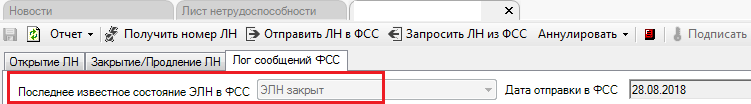 Новости Лист нетрудоспособности
Отчет Получить номер ЛН Отправить ЛН в ФСС Запросить ЛН из ФСС Аннулировать Подписать
Открытие ЛН Закрытие/Продление ЛН Лог сообщений ФСС
Последнее известное состояние ЭЛН в ФСС ЭЛН закрыт Дата отправки в ФСС 28.08.2018